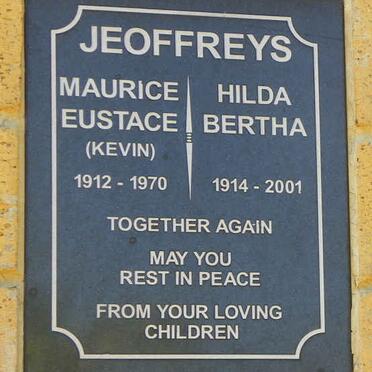 JEOFFREYS
MAURICE
EUSTACE
(KEVIN)
1912 - 1970
HILDA
BERTHA
1914 - 2001
TOGETHER AGAIN
MAY YOU
REST IN PEACE
FROM YOUR LOVING
CHILDREN